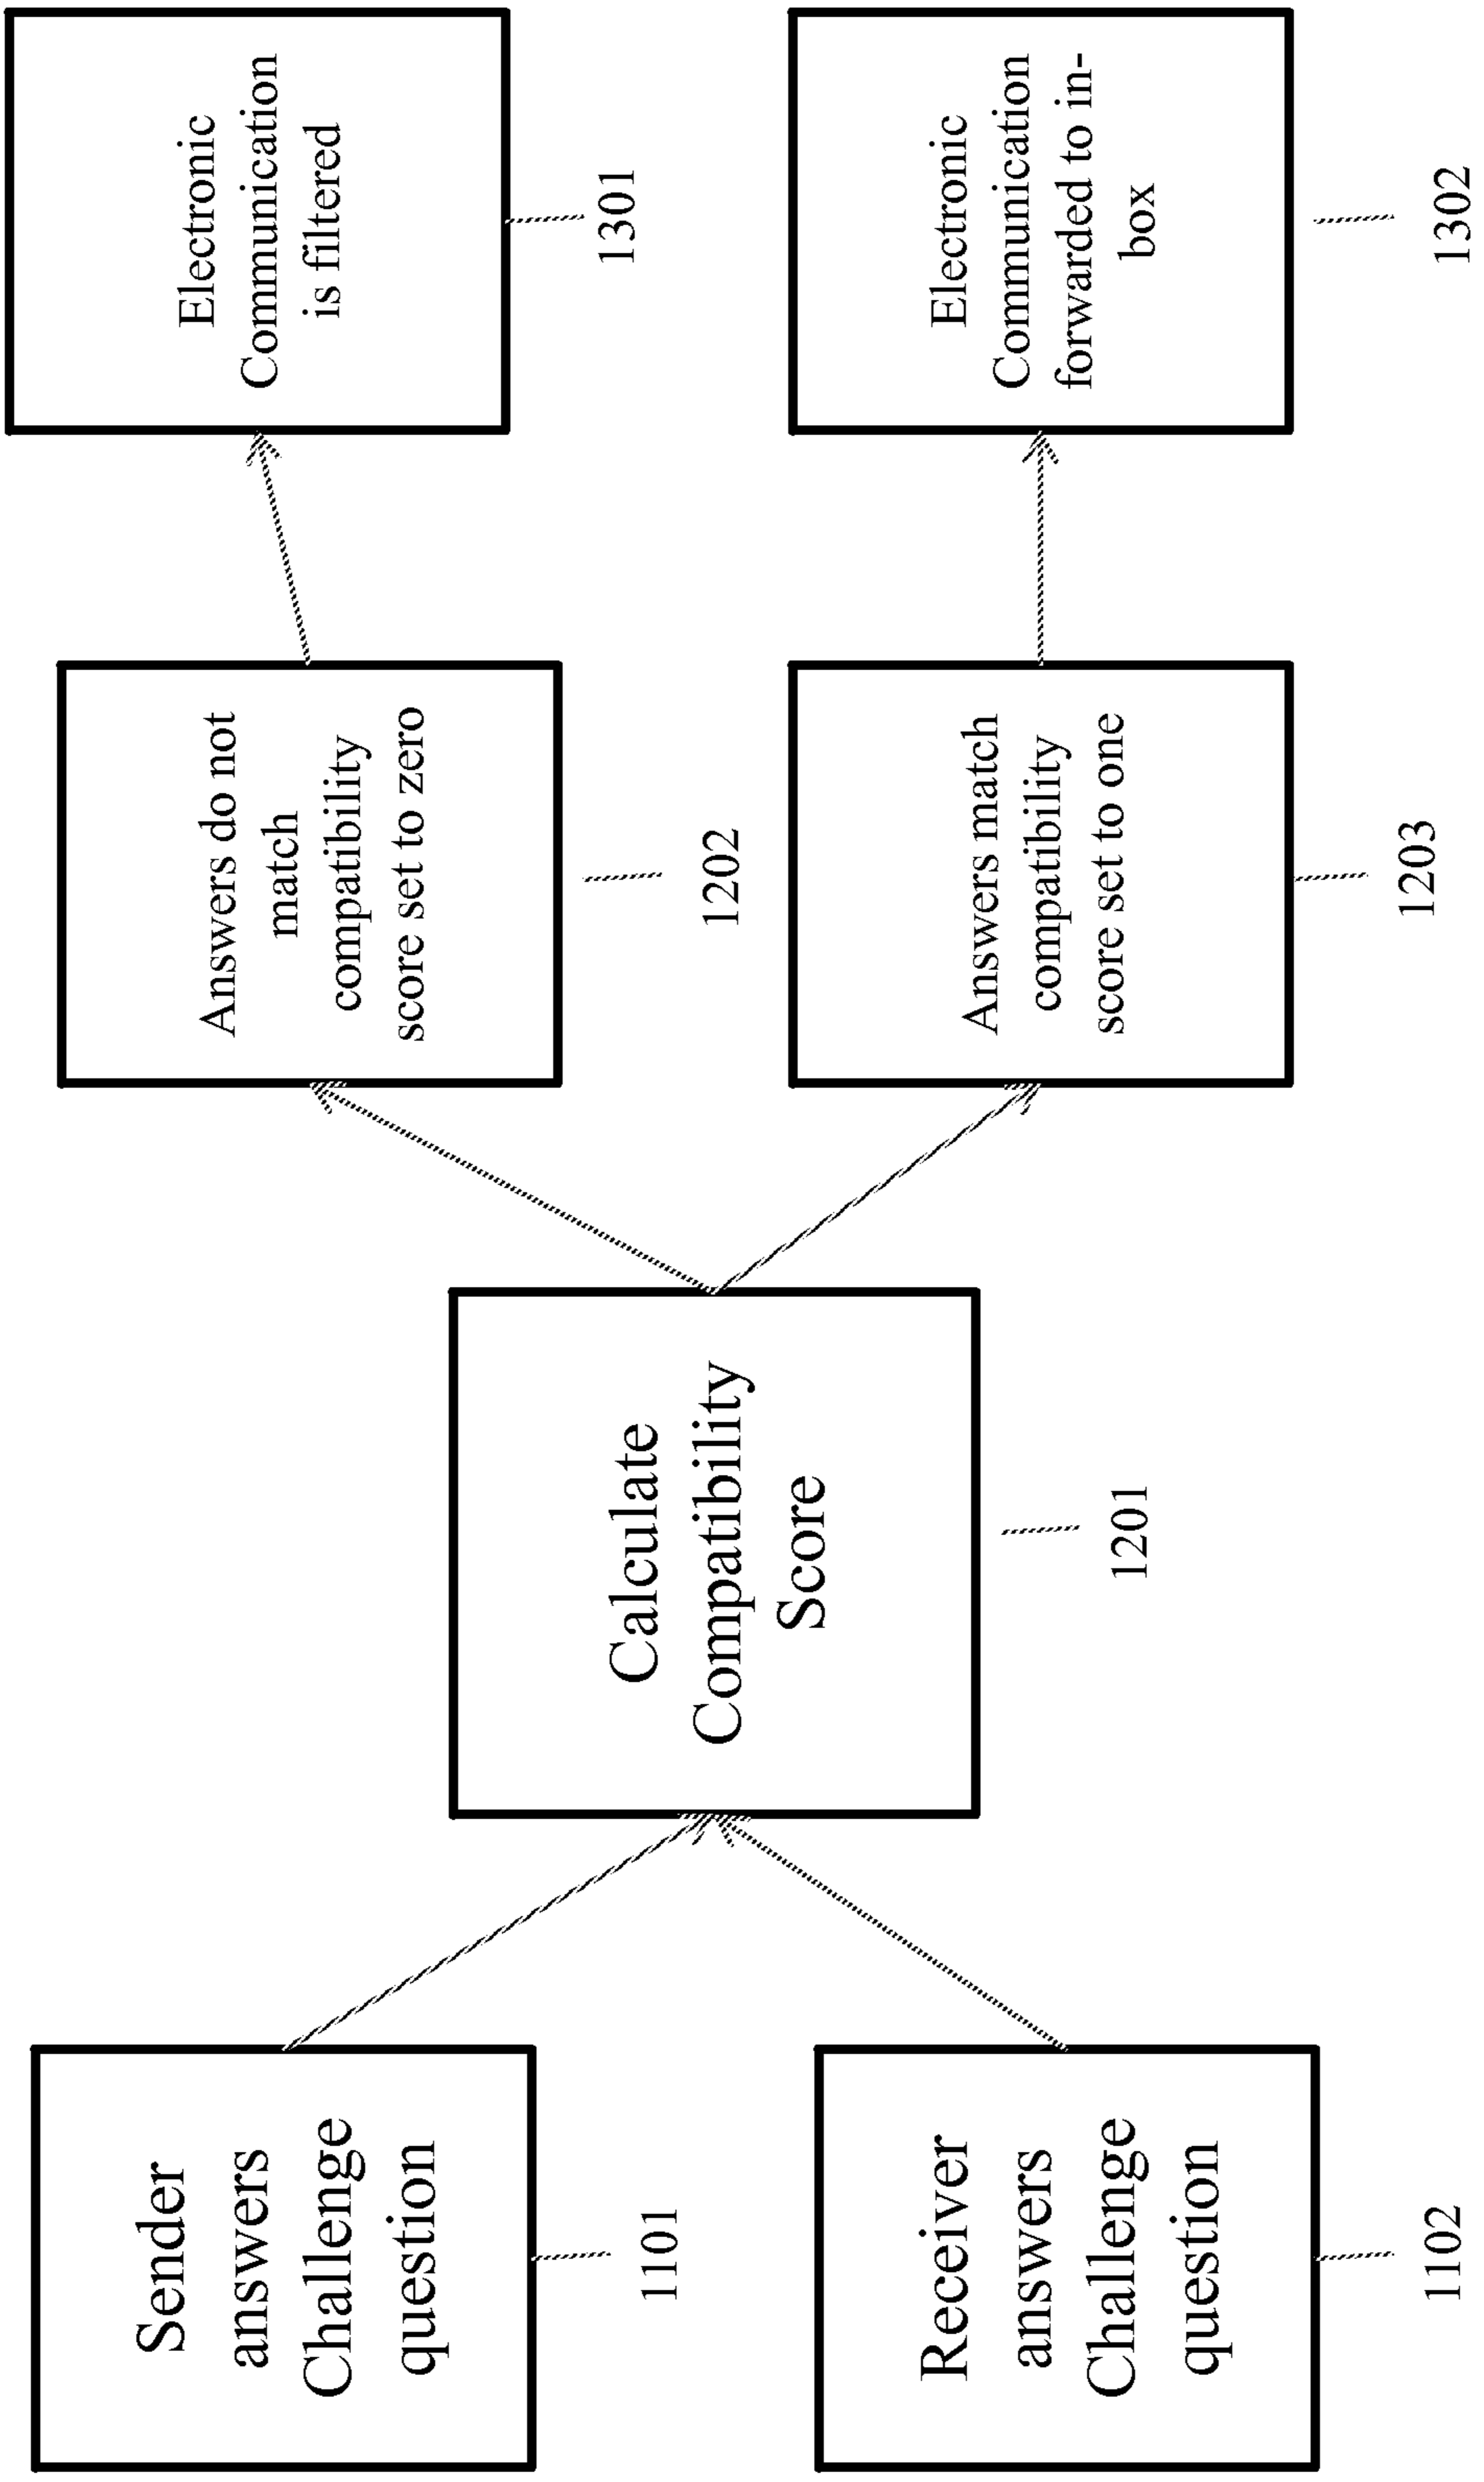 Sender
answers
Challenge
question
1101
Receiver
answers
Challenge
question
1102
Calculate
Compatibility
Score
1201
Answers do not
match
compatibility
score set to zero
1202
Answers match
compatibility
score set to one
1203
Electronic
Communication
is filtered
1301
Electronic
Communication
forwarded to in-
box
1302